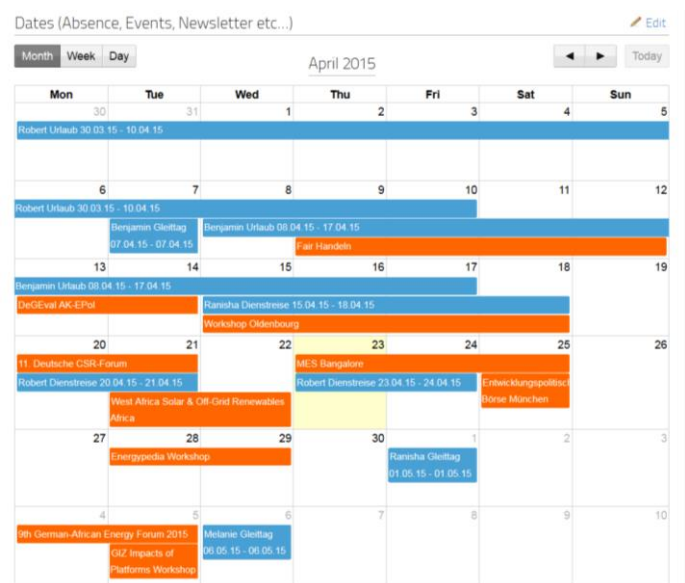 Dates (Absence, Events, Newsletter etc...)
Edit
Month Week Day
April 2015
Today
Mon Tue Wed Thu Fri Sat Sun
30 31 1 2 3 4 5
Robert Urlaub 30.03.15 - 10.04.15
6 7 8 9 10 11 12
Robert Urlaub 30.03.15 - 10.04.15
Benjamin Gleittag
07.04.15 - 07.04.15
Benjamin Urlaub 08.04.15 - 17.04.15
Fair Handeln
13 14 15 16 17 18 19
Benjamin Urlaub 08.04.15 - 17.04.15
DeGEval AK-EPol
Ranisha Dienstreise 15.04.15 - 18.04.15
Workshop Oldenbourg
20 21 22 23 24 25 26
11. Deutsche CSR-Forum
MES Bangalore
Robert Dienstreise 20.04.15 - 21.04.15
Robert Dienstreise 23.04.15 - 24.04.15
Entwicklungspolitiscl
Börse München
West Africa Solar & Off-Grid Renewables
Africa
27 28 29 30 1 2 3
Energypedia Workshop
Ranisha Gleittag
01.05.15 - 01.05.15
4 5 6 7 8 9 10
9th German-African Energy Forum 2015
Melanie Gleittag
06.05.15 - 06.05.15
GIZ Impacts of
Platforms Workshop